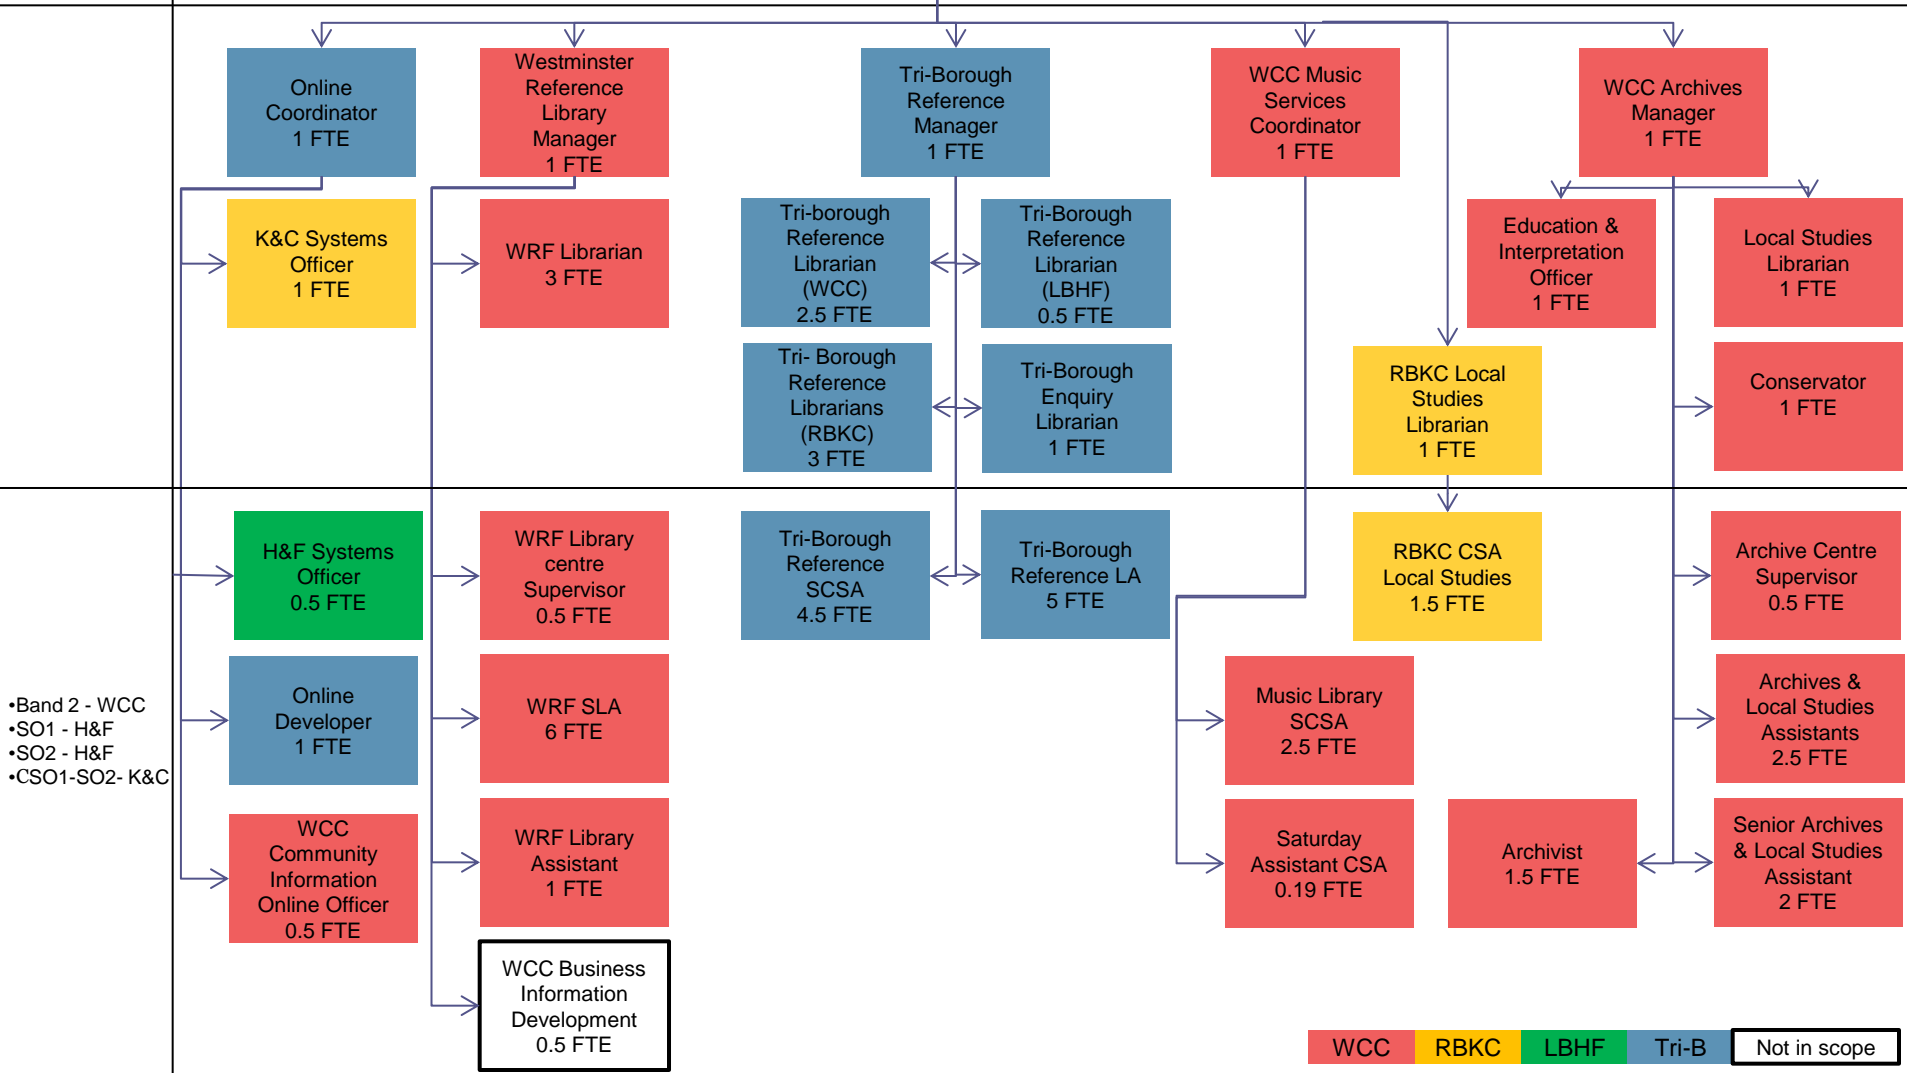 Online
Coordinator
1 FTE
Westminster
Reference
Library
Manager
1 FTE
Tri-Borough
Reference
Manager
1 FTE
WCC Music
Services
Coordinator
1 FTE
WCC Archives
Manager
1 FTE
K&C Systems
Officer
1 FTE
WRF Librarian
3 FTE
Tri-borough
Reference
Librarian
(WCC)
2.5 FTE
Tri-Borough
Reference
Librarian
(LBHF)
0.5 FTE
Education &
Interpretation
Officer
1 FTE
Local Studies
Librarian
1 FTE
Tri- Borough
Reference
Librarians
(RBKC)
3 FTE
Tri-Borough
Enquiry
Librarian
1 FTE
RBKC Local
Studies
Librarian
1 FTE
Conservator
1 FTE
H&F Systems
Officer
0.5 FTE
WRF Library
centre
Supervisor
0.5 FTE
Tri-Borough
Reference
SCSA
4.5 FTE
Tri-Borough
Reference LA
5 FTE
RBKC CSA
Local Studies
1.5 FTE
Archive Centre
Supervisor
0.5 FTE
•Band 2 - WCC
•SO1 - H&F
•SO2 - H&F
•CSO1-SO2- K&C
Online
Developer
1 FTE
WRF SLA
6 FTE
Music Library
SCSA
2.5 FTE
Archives &
Local Studies
Assistants
2.5 FTE
WCC
Community
Information
Online Officer
0.5 FTE
WRF Library
Assistant
1 FTE
Saturday
Assistant CSA
0.19 FTE
Archivist
1.5 FTE
Senior Archives
& Local Studies
Assistant
2 FTE
WCC Business
Information
Development
0.5 FTE
WCC
RBKC
LBHF
Tri-B
Not in scope